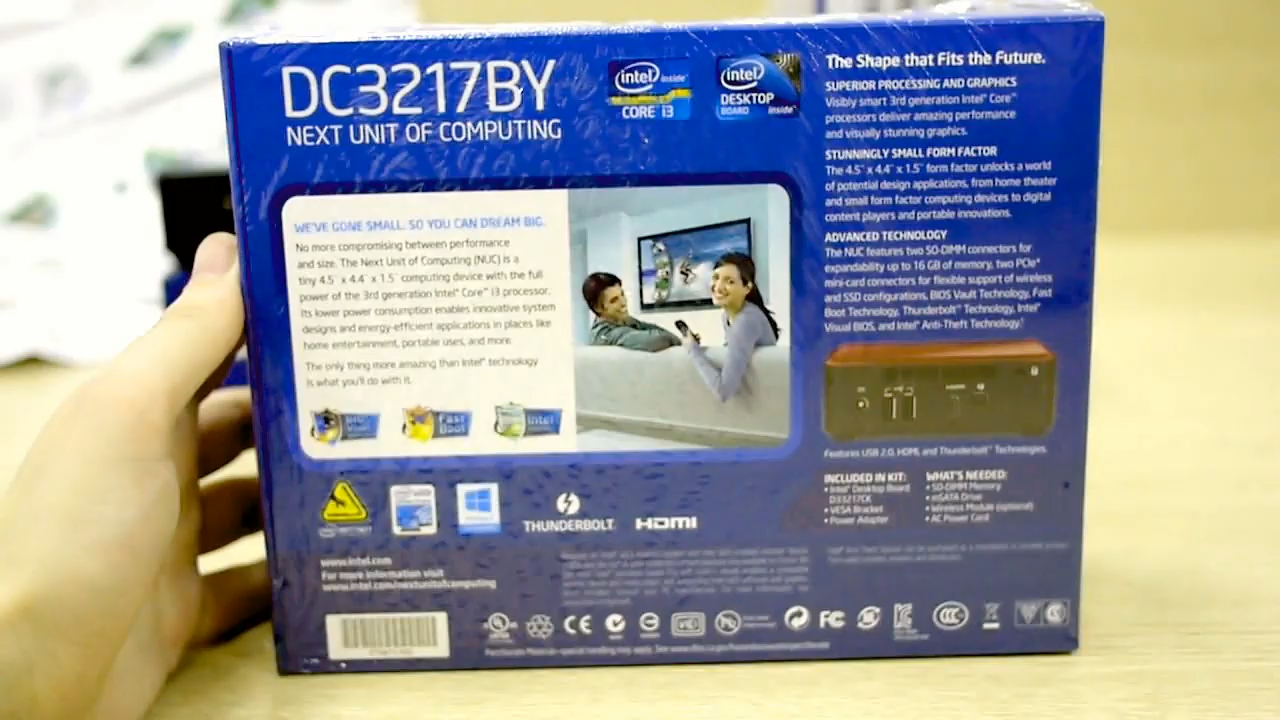 DC3217BY
NEXT UNIT OF COMPUTING
intel inside
CORE i3
intel
DESKTOP
BOARD inside
WE'VE GONE SMALL. SO YOU CAN DREAM BIG.
No more compromising between performance
and size. The Next Unit of Computing (NUC) is a
tiny 4.5" x 4.4" x 1.5" computing device with the full
power of the 3rd generation Intel® Core™ i3 processor.
Its lower power consumption enables innovative system
designs and energy-efficient applications in places like
home entertainment, portable uses, and more.
The only thing more amazing than Intel® technology
is what you'll do with it.
BIOS
Vault
Fast
Boot
Intel
The Shape that Fits the Future.
SUPERIOR PROCESSING AND GRAPHICS
Visibly smart 3rd generation Intel® Core™
processors deliver amazing performance
and visually stunning graphics.
STUNNINGLY SMALL FORM FACTOR
The 4.5" x 4.4" x 1.5" form factor unlocks a world
of potential design applications, from home theater
and small form factor computing devices to digital
content players and portable innovations.
ADVANCED TECHNOLOGY
The NUC features two SO-DIMM connectors for
expandability up to 16 GB of memory, two PCIe*
mini-card connectors for flexible support of wireless
and SSD configurations, BIOS Vault Technology, Fast
Boot Technology, Thunderbolt™ Technology, Intel®
Visual BIOS, and Intel® Anti-Theft Technology.¹
HDMI
Features USB 2.0, HDMI, and Thunderbolt™ Technologies.
INCLUDED IN KIT:
• Intel® Desktop Board
D33217CK
• VESA Bracket
• Power Adapter
WHAT'S NEEDED:
• SO-DIMM Memory
• mSATA Drive
• Wireless Module (optional)
• AC Power Cord
THUNDERBOLT
HDMI
www.intel.com
For more information visit
www.intel.com/nextunitofcomputing
UL
CE
FC
CCC